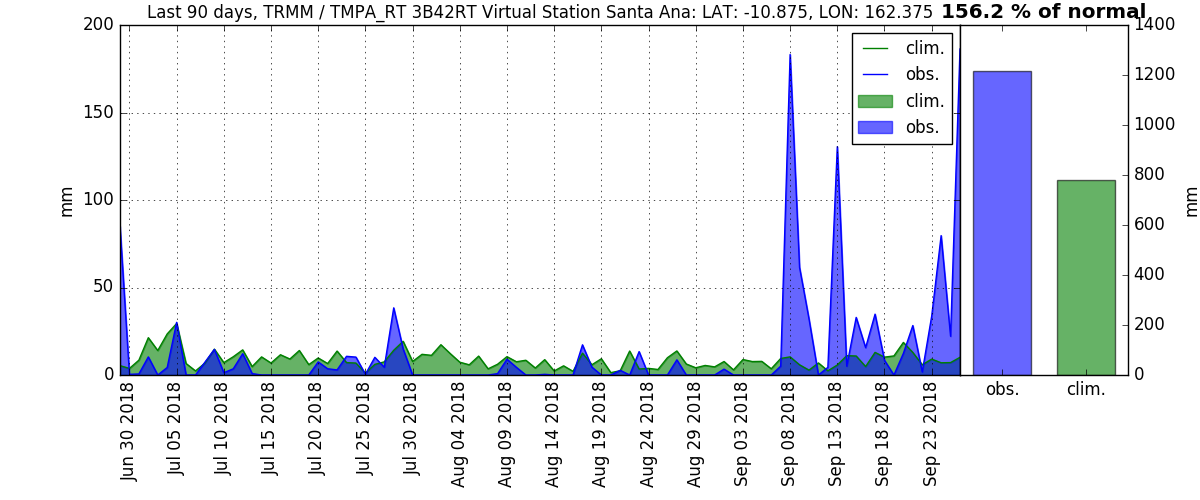 Last 90 days, TRMM / TMPA_RT 3B42RT Virtual Station Santa Ana: LAT: -10.875, LON: 162.375 156.2 % of normal
200
150
100
50
0
mm
clim.
obs.
clim.
obs.
1400
1200
1000
800
600
400
200
0
mm
obs.
clim.
Jun 30 2018
Jul 05 2018
Jul 10 2018
Jul 15 2018
Jul 20 2018
Jul 25 2018
Jul 30 2018
Aug 04 2018
Aug 09 2018
Aug 14 2018
Aug 19 2018
Aug 24 2018
Aug 29 2018
Sep 03 2018
Sep 08 2018
Sep 13 2018
Sep 18 2018
Sep 23 2018